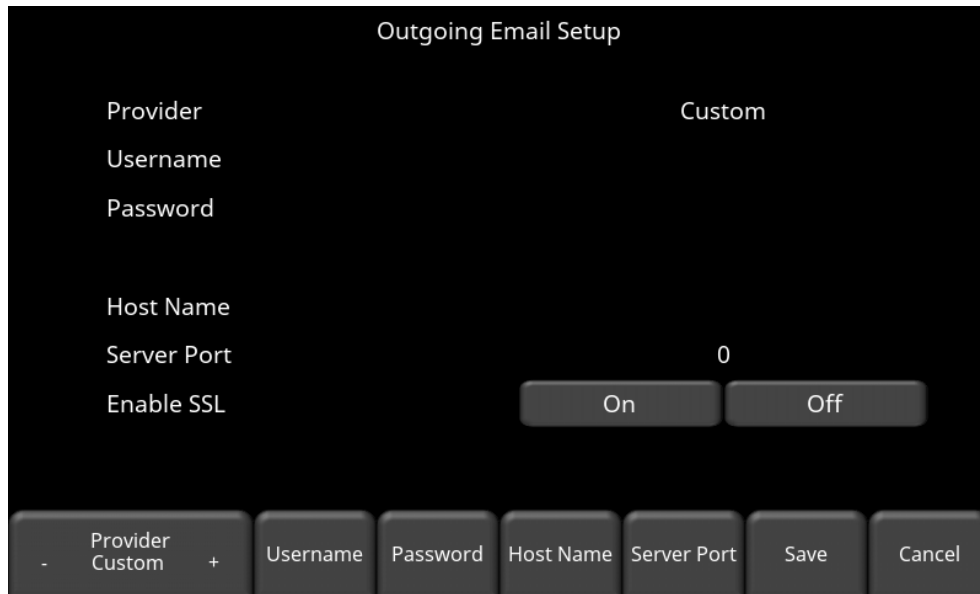 Outgoing Email Setup
Provider Custom
Username
Password
Host Name
Server Port 0
Enable SSL On Off
- Provider Custom + Username Password Host Name Server Port Save Cancel